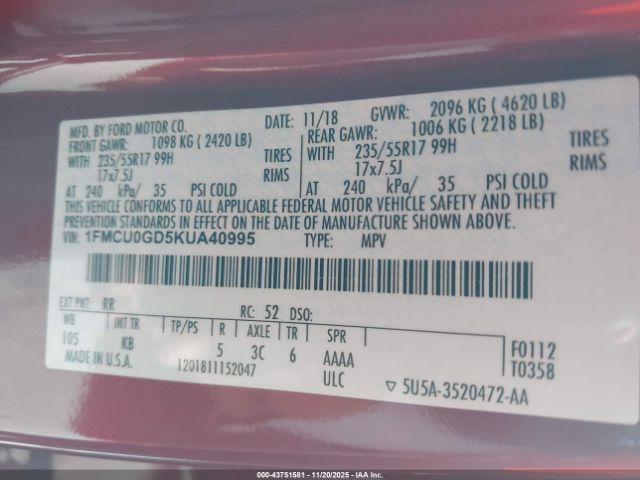 MFD. BY FORD MOTOR CO.
DATE: 11/18 GVWR: 2096 KG ( 4620 LB)
FRONT GAWR: 1098 KG ( 2420 LB)
REAR GAWR: 1006 KG ( 2218 LB)
WITH 235/55R17 99H TIRES
WITH 235/55R17 99H TIRES
17x7.5J RIMS
17x7.5J RIMS
AT 240 kPa/ 35 PSI COLD
AT 240 kPa/ 35 PSI COLD
THIS VEHICLE CONFORMS TO ALL APPLICABLE FEDERAL MOTOR VEHICLE SAFETY AND THEFT
PREVENTION STANDARDS IN EFFECT ON THE DATE OF MANUFACTURE SHOWN ABOVE.
VIN: 1FMCU0GD5KUA40995 TYPE: MPV
EXT PNT: RR RC: 52 DSO:
WB INT TR TP/PS R AXLE TR SPR
105 KB 5 3C 6 AAAA F0112
MADE IN U.S.A. 1201811152047 ULC T0358
▽ 5U5A-3520472-AA
000-43751581 - 11/20/2025 - IAA Inc.